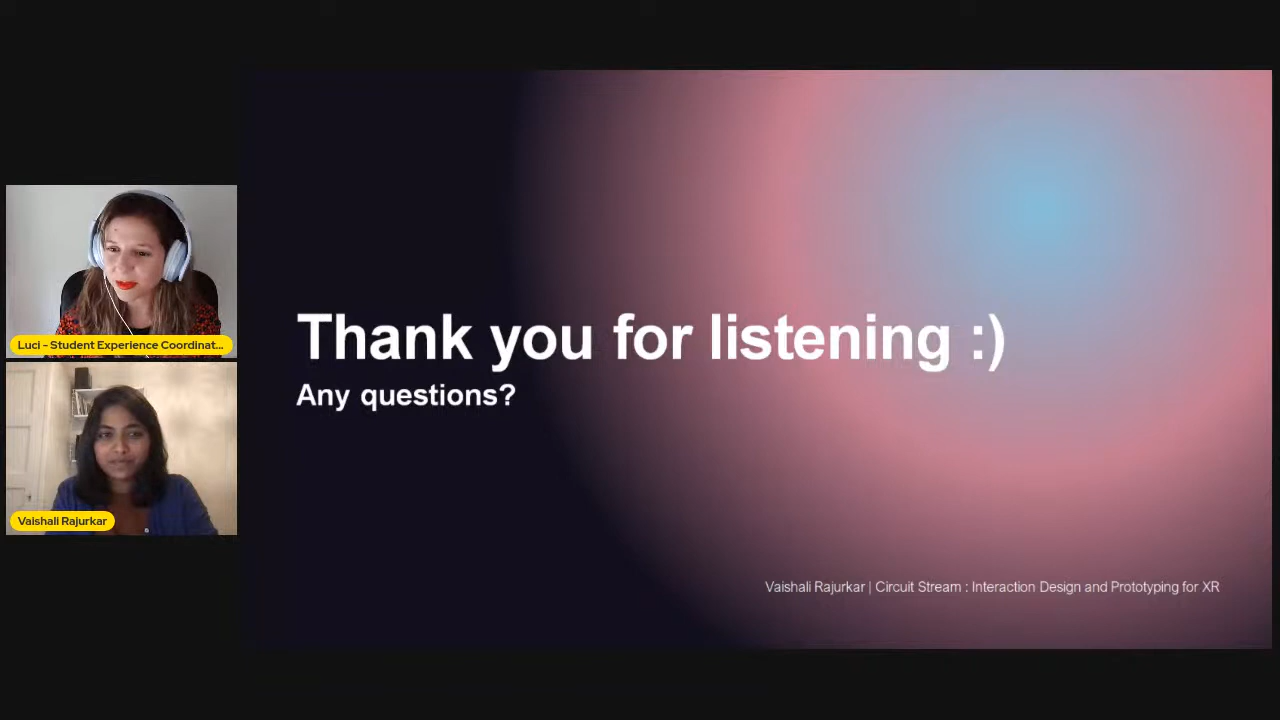 Thank you for listening :)
Any questions?
Luci - Student Experience Coordinat...
Vaishali Rajurkar
Vaishali Rajurkar | Circuit Stream : Interaction Design and Prototyping for XR